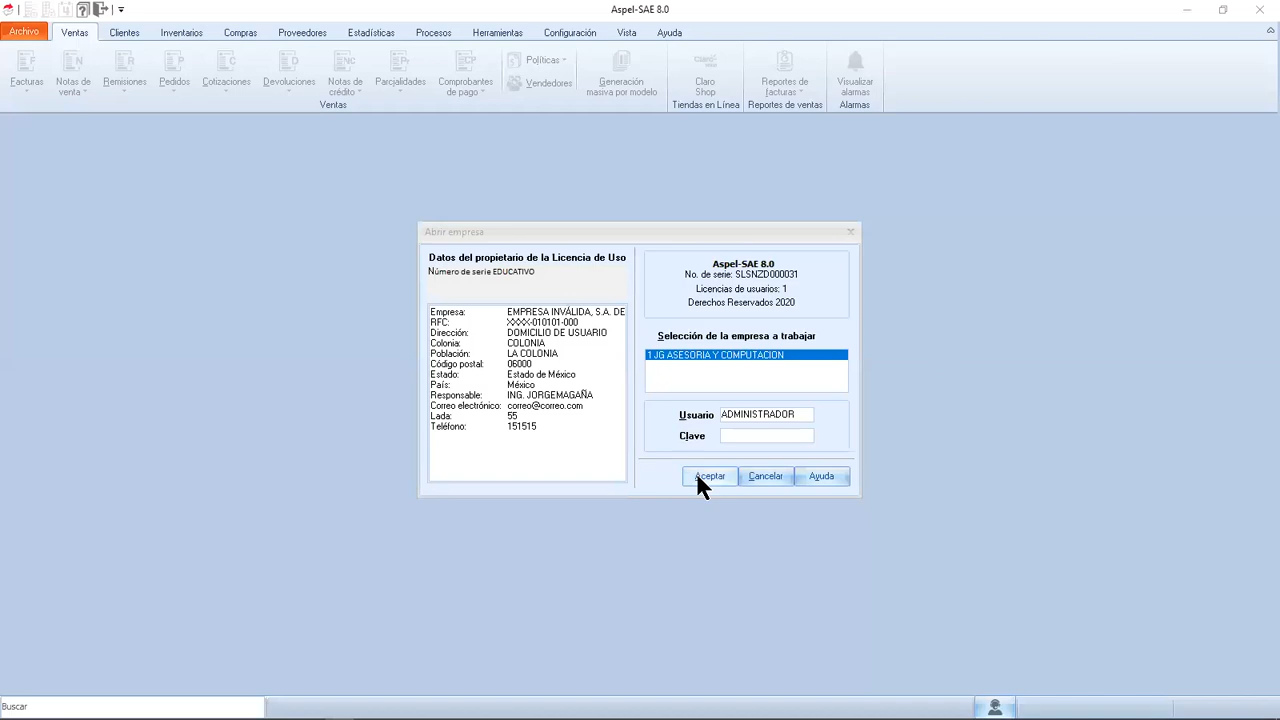 Aspel-SAE 8.0
Archivo Ventas Clientes Inventarios Compras Proveedores Estadísticas Procesos Herramientas Configuración Vista Ayuda
Facturas
Notas de venta
Remisiones
Pedidos
Cotizaciones
Devoluciones
Notas de crédito
Parcialidades
Comprobantes de pago
Políticas
Vendedores
Generación masiva por modelo
Claro Shop
Reportes de facturas
Visualizar alarmas
Ventas
Tiendas en Línea
Reportes de ventas
Alarmas
Abrir empresa
Datos del propietario de la Licencia de Uso
Número de serie EDUCATIVO
Empresa: EMPRESA INVÁLIDA, S.A. DE
RFC: XXXX-010101-000
Dirección: DOMICILIO DE USUARIO
Colonia: COLONIA
Población: LA COLONIA
Código postal: 06000
Estado: Estado de México
País: México
Responsable: ING. JORGEMAGAÑA
Correo electrónico: correo@correo.com
Lada: 55
Teléfono: 151515
Aspel-SAE 8.0
No. de serie: SLSNZD000031
Licencias de usuarios: 1
Derechos Reservados 2020
Selección de la empresa a trabajar
1 JG ASESORIA Y COMPUTACION
Usuario ADMINISTRADOR
Clave
Aceptar Cancelar Ayuda
Buscar